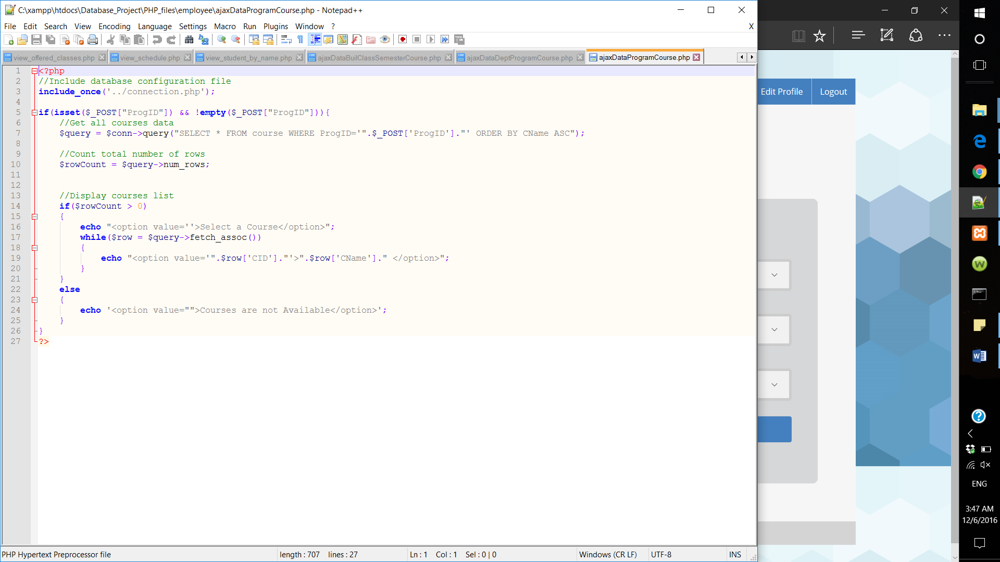 C:\xampp\htdocs\Database_Project\PHP_files\employee\ajaxDataProgramCourse.php - Notepad++
File Edit Search View Encoding Language Settings Macro Run Plugins Window ? X
view_offered_classes.php view_schedule.php view_student_by_name.php ajaxDataBuilClassSemesterCourse.php ajaxDataDeptProgramCourse.php ajaxDataProgramCourse.php
1 <?php
2 //Include database configuration file
3 include_once('../connection.php');
4
5 if(isset($_POST["ProgID"]) && !empty($_POST["ProgID"])){
6 //Get all courses data
7 $query = $conn->query("SELECT * FROM course WHERE ProgID='".$_POST['ProgID']."' ORDER BY CName ASC");
8
9 //Count total number of rows
10 $rowCount = $query->num_rows;
11
12
13 //Display courses list
14 if($rowCount > 0)
15 {
16 echo "<option value=''>Select a Course</option>";
17 while($row = $query->fetch_assoc())
18 {
19 echo "<option value='".$row['CID']."'>".$row['CName']." </option>";
20 }
21 }
22 else
23 {
24 echo '<option value="">Courses are not Available</option>';
25 }
26 }
27 ?>
PHP Hypertext Preprocessor file length : 707 lines : 27 Ln : 1 Col : 1 Sel : 0 | 0 Windows (CR LF) UTF-8 INS
Edit Profile Logout
ENG
3:47 AM
12/6/2016